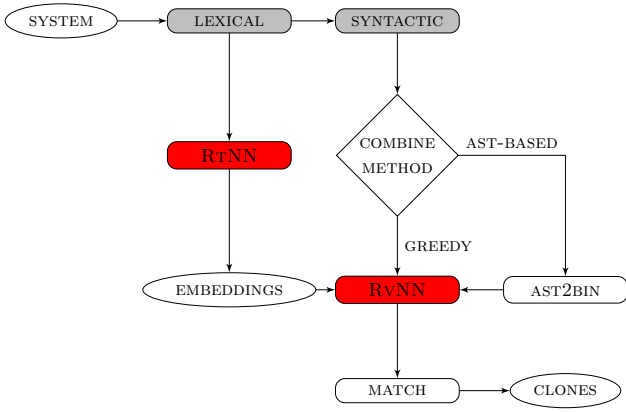 SYSTEM
LEXICAL
SYNTACTIC
COMBINE
METHOD
AST-BASED
RTNN
GREEDY
EMBEDDINGS
RVNN
AST2BIN
MATCH
CLONES